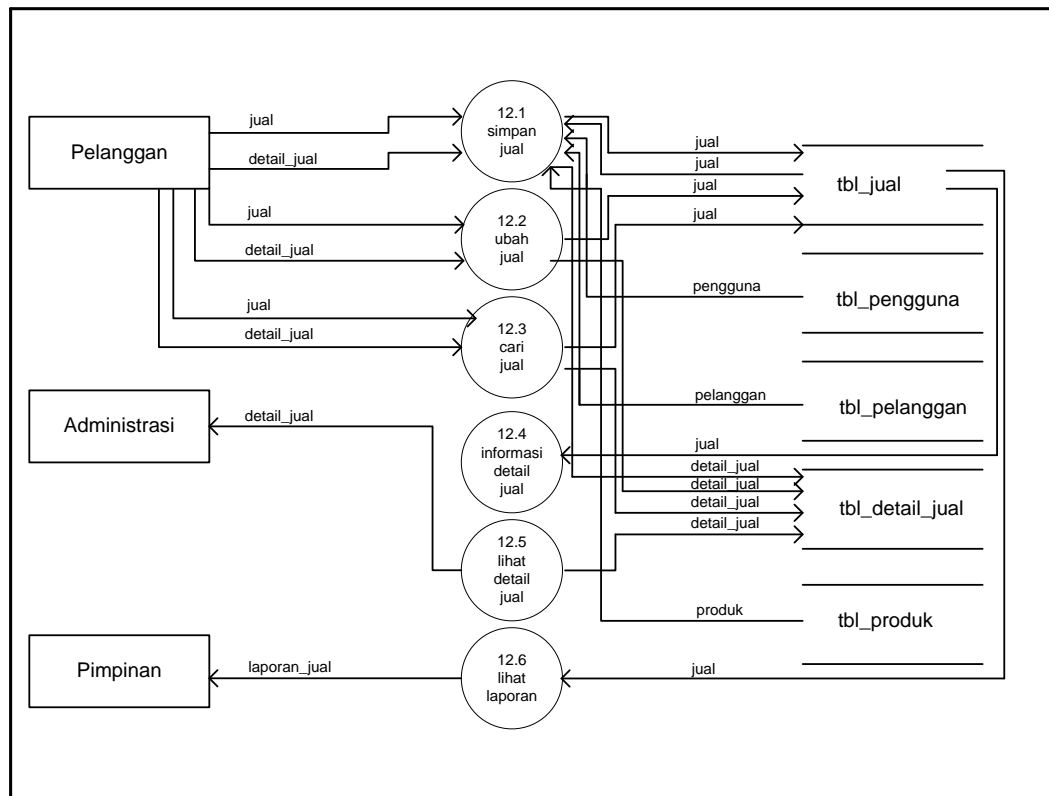 Pelanggan
jual
detail_jual
jual
detail_jual
jual
detail_jual
Administrasi
detail_jual
Pimpinan
laporan_jual
12.1
simpan
jual
12.2
ubah
jual
12.3
cari
jual
12.4
informasi
detail
jual
12.5
lihat
detail
jual
12.6
lihat
laporan
jual
jual
jual
jual
pengguna
pelanggan
jual
detail_jual
detail_jual
detail_jual
detail_jual
produk
jual
tbl_jual
tbl_pengguna
tbl_pelanggan
tbl_detail_jual
tbl_produk